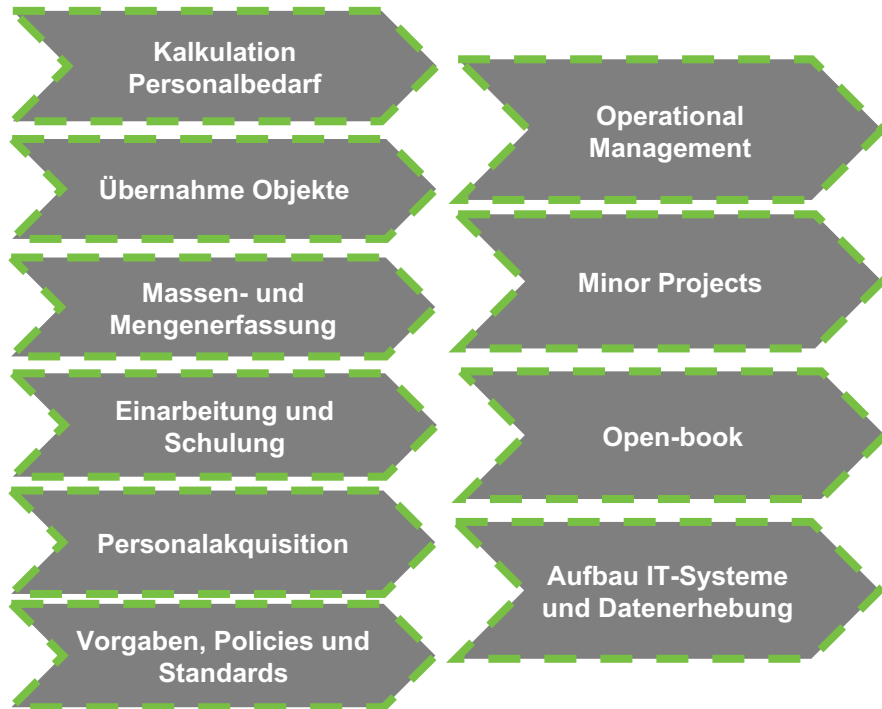 Kalkulation
Personalbedarf
Übernahme Objekte
Massen- und
Mengenerfassung
Einarbeitung und
Schulung
Personalakquisition
Vorgaben, Policies und
Standards
Operational
Management
Minor Projects
Open-book
Aufbau IT-Systeme
und Datenerhebung